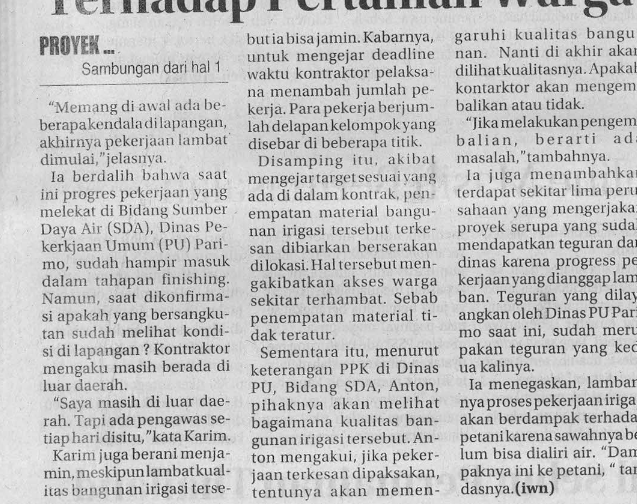 PROYEK ...
Sambungan dari hal 1
“Memang di awal ada be-
berapa kendala di lapangan,
akhirnya pekerjaan lambat
dimulai,” jelasnya.
Ia berdalih bahwa saat
ini progres pekerjaan yang
melekat di Bidang Sumber
Daya Air (SDA), Dinas Pe-
kerkjaan Umum (PU) Pari-
mo, sudah hampir masuk
dalam tahapan finishing.
Namun, saat dikonfirma-
si apakah yang bersangku-
tan sudah melihat kondi-
si di lapangan ? Kontraktor
mengaku masih berada di
luar daerah.
“Saya masih di luar dae-
rah. Tapi ada pengawas se-
tiap hari disitu,” kata Karim.
Karim juga berani menja-
min, meskipun lambat kual-
itas bangunan irigasi terse-
but ia bisa jamin. Kabarnya,
untuk mengejar deadline
waktu kontraktor pelaksa-
na menambah jumlah pe-
kerja. Para pekerja berjum-
lah delapan kelompok yang
disebar di beberapa titik.
Disamping itu, akibat
mengejar target sesuai yang
ada di dalam kontrak, pen-
empatan material bangu-
nan irigasi tersebut terke-
san dibiarkan berserakan
di lokasi. Hal tersebut men-
gakibatkan akses warga
sekitar terhambat. Sebab
penempatan material ti-
dak teratur.
Sementara itu, menurut
keterangan PPK di Dinas
PU, Bidang SDA, Anton,
pihaknya akan melihat
bagaimana kualitas ban-
gunan irigasi tersebut. An-
ton mengakui, jika peker-
jaan terkesan dipaksakan,
tentunya akan memen-
garuhi kualitas bangu
nan. Nanti di akhir akan
dilihat kualitasnya. Apakah
kontarktor akan mengem
balikan atau tidak.
“Jika melakukan pengem
balian, berarti ada
masalah,” tambahnya.
Ia juga menambahkan
terdapat sekitar lima peru
sahaan yang mengerjakan
proyek serupa yang sudah
mendapatkan teguran dar
dinas karena progress pe
kerjaan yang dianggap lam
ban. Teguran yang dilay
angkan oleh Dinas PU Pari
mo saat ini, sudah meru
pakan teguran yang ked
ua kalinya.
Ia menegaskan, lamban
nya proses pekerjaan iriga
akan berdampak terhada
petani karena sawahnya be
lum bisa dialiri air. “Dam
paknya ini ke petani, “ tan
dasnya.(iwn)